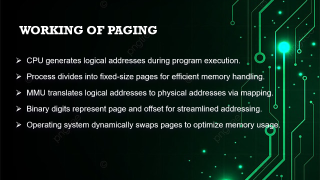 WORKING OF PAGING
➢ CPU generates logical addresses during program execution.
➢ Process divides into fixed-size pages for efficient memory handling.
➢ MMU translates logical addresses to physical addresses via mapping.
➢ Binary digits represent page and offset for streamlined addressing.
➢ Operating system dynamically swaps pages to optimize memory usage.